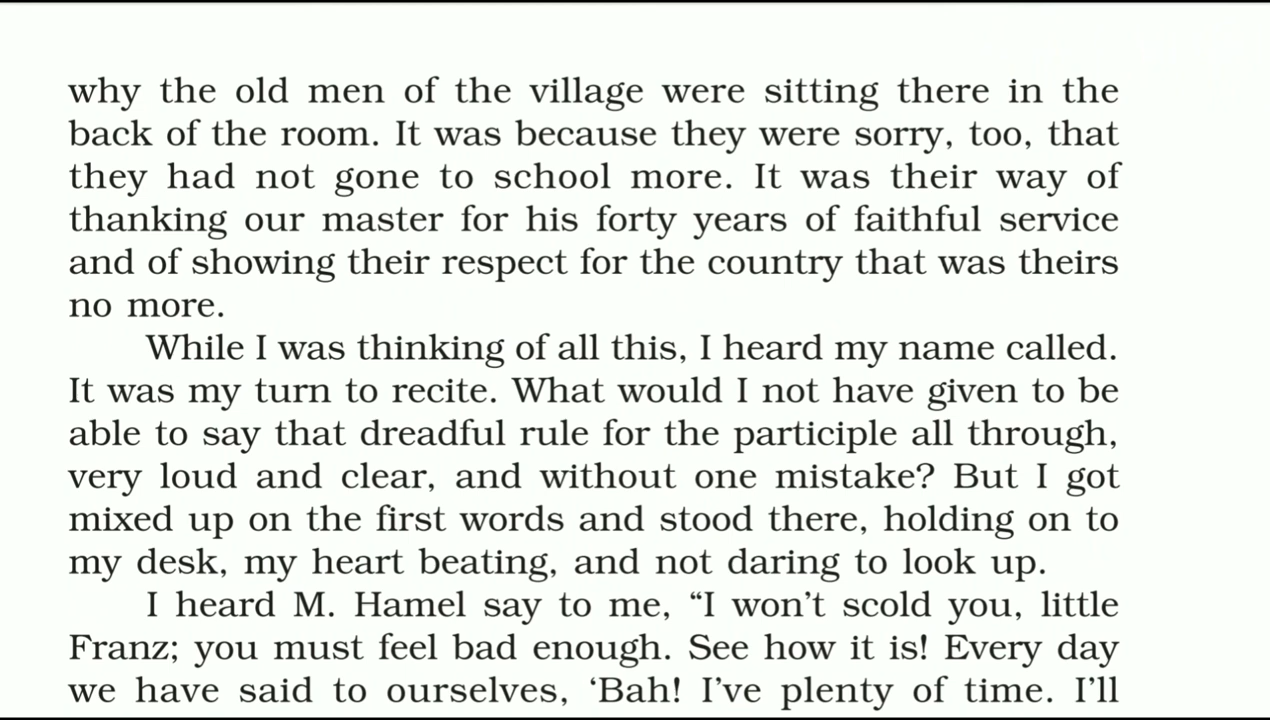 why the old men of the village were sitting there in the
back of the room. It was because they were sorry, too, that
they had not gone to school more. It was their way of
thanking our master for his forty years of faithful service
and of showing their respect for the country that was theirs
no more.
While I was thinking of all this, I heard my name called.
It was my turn to recite. What would I not have given to be
able to say that dreadful rule for the participle all through,
very loud and clear, and without one mistake? But I got
mixed up on the first words and stood there, holding on to
my desk, my heart beating, and not daring to look up.
I heard M. Hamel say to me, “I won’t scold you, little
Franz; you must feel bad enough. See how it is! Every day
we have said to ourselves, ‘Bah! I’ve plenty of time. I’ll